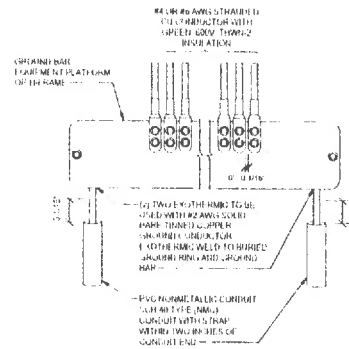 #4 OR #6 AWG STRANDED
CU CONDUCTOR WITH
GREEN, 600V, THWN-2
INSULATION
GROUND BAR
EQUIPMENT PLATFORM
OR H-FRAME
(2) TWO EXOTHERMIC TO BE
USED WITH #2 AWG SOLID
BARE TINNED COPPER
GROUND CONDUCTOR
EXOTHERMIC WELD TO BURIED
GROUND RING AND GROUND
BAR
PVC NONMETALLIC CONDUIT
SCH 40 TYPE (NMC)
CONDUIT WITH STRAP
WITHIN TWO INCHES OF
CONDUIT END